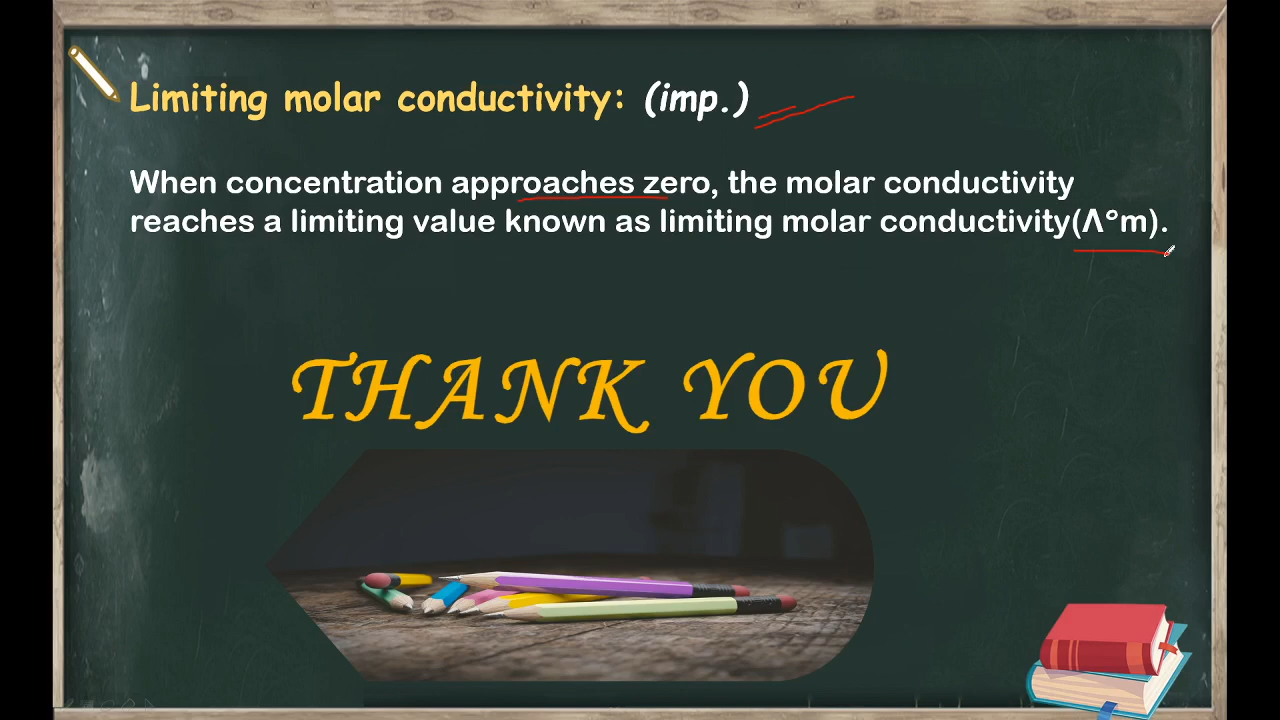 Limiting molar conductivity: (imp.)
When concentration approaches zero, the molar conductivity
reaches a limiting value known as limiting molar conductivity(Λ°m).
THANK YOU